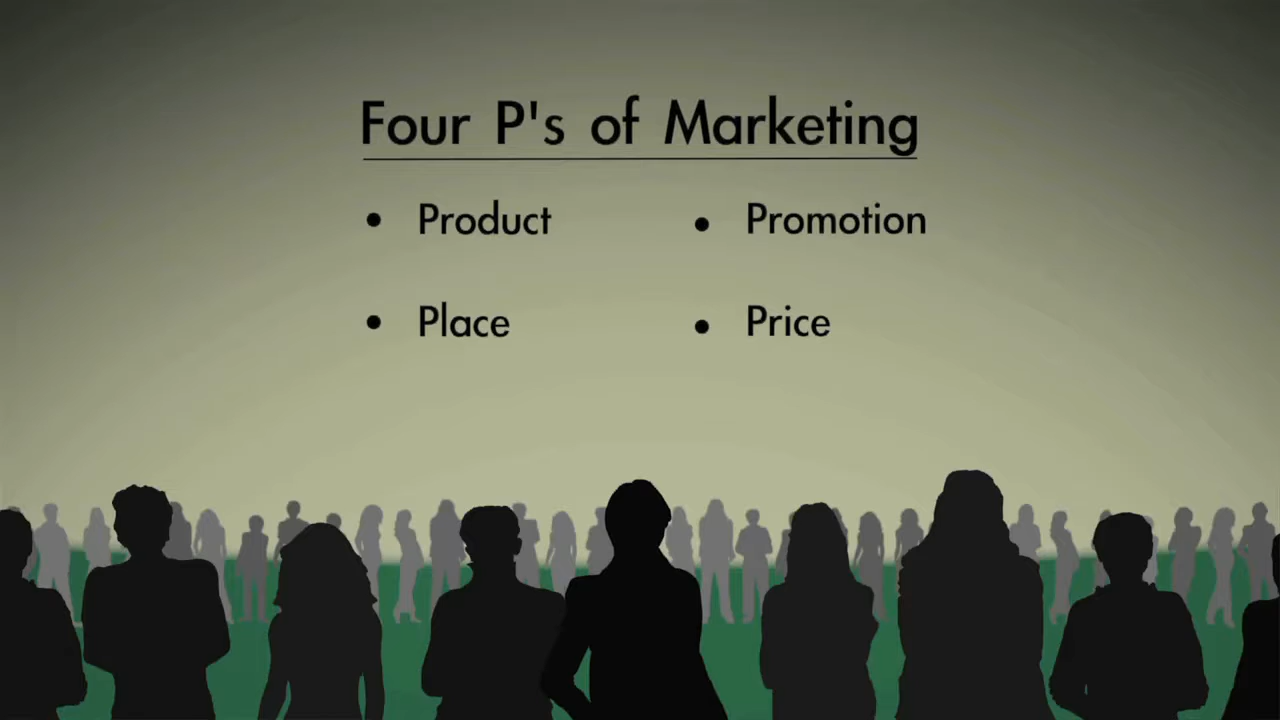 Four P's of Marketing
• Product
• Promotion
• Place
• Price